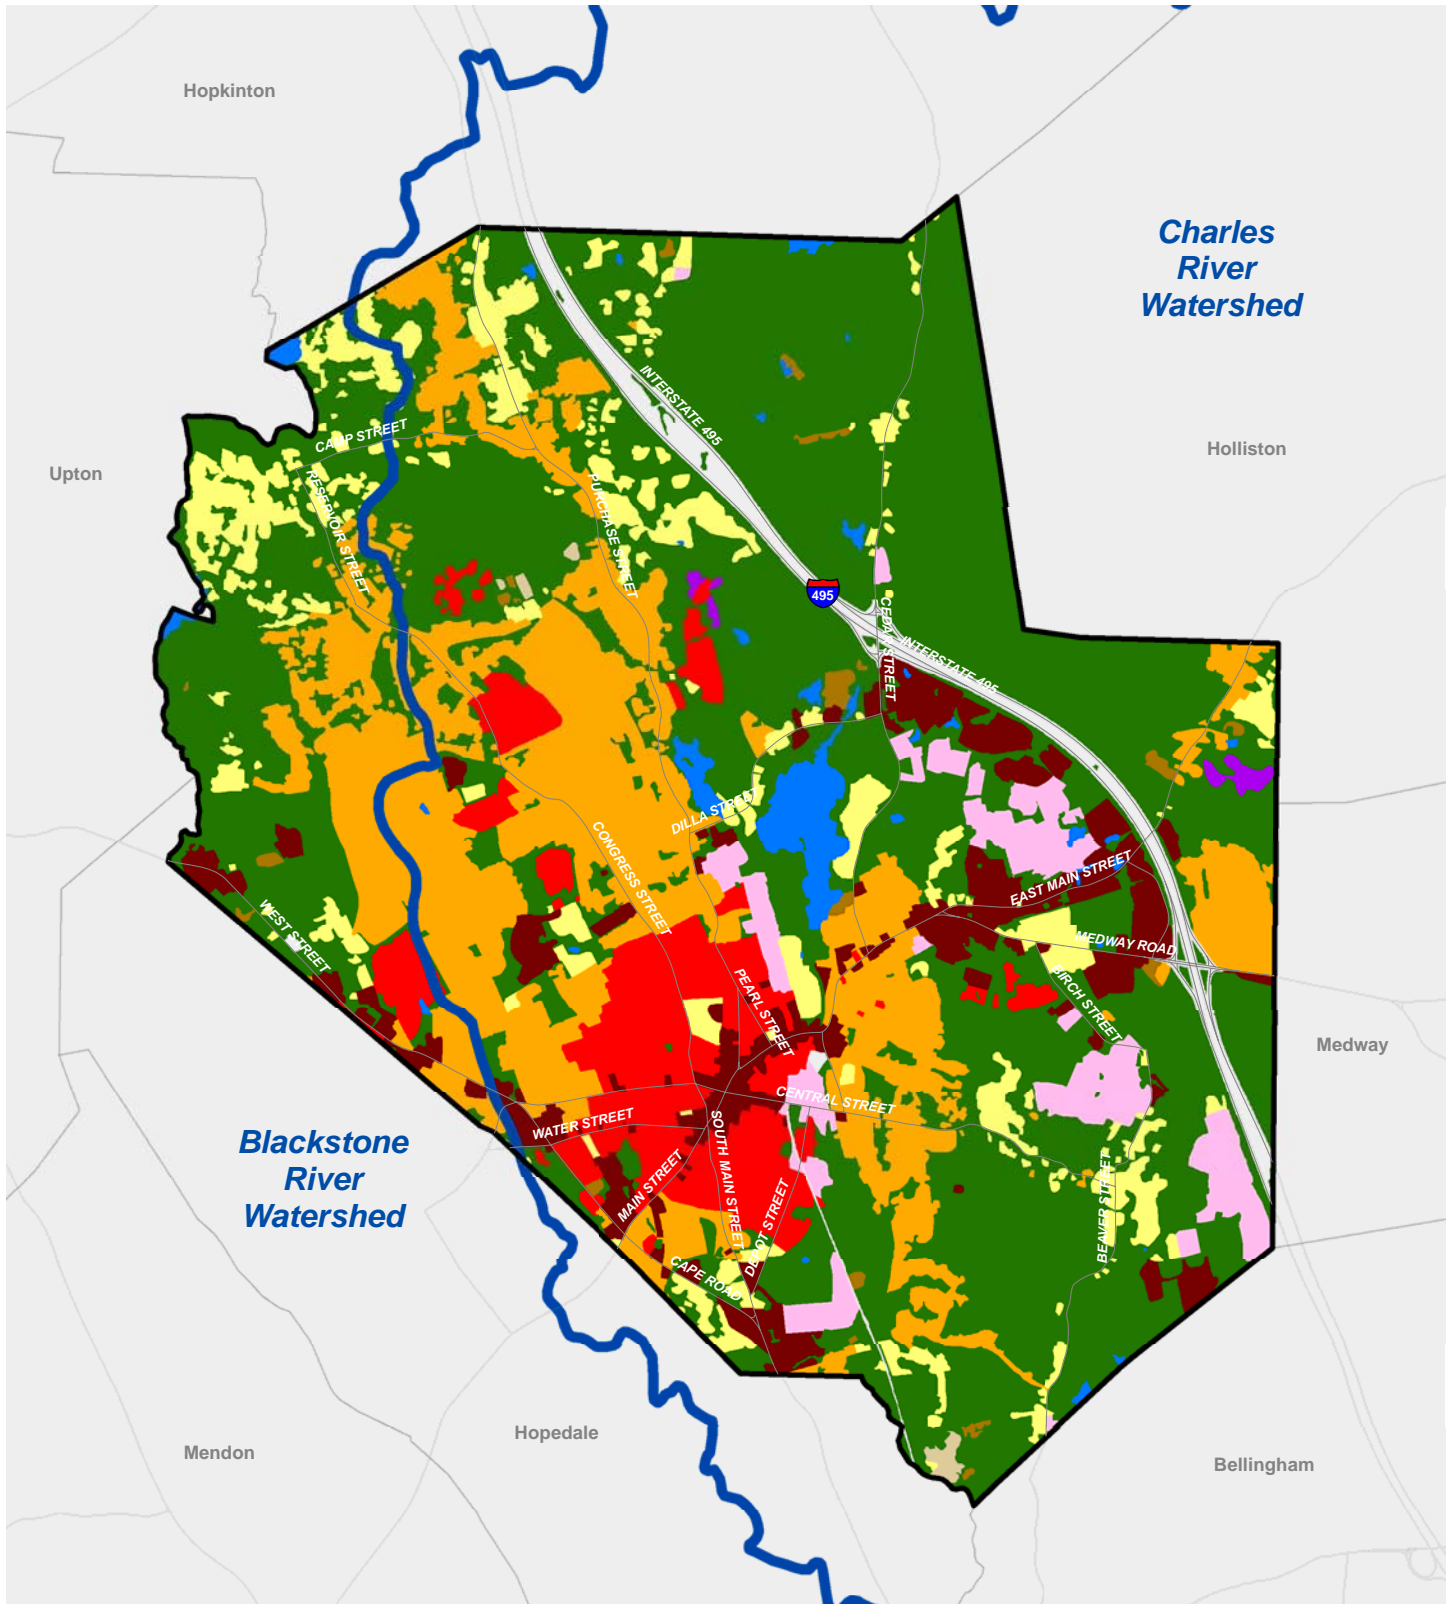 Hopkinton
Charles
River
Watershed
INTERSTATE 495
CAMP STREET
Holliston
Upton
RESERVOIR STREET
PURCHASE STREET
495
CEDAR STREET
INTERSTATE 495
DILLA STREET
CONGRESS STREET
EAST MAIN STREET
WEST STREET
MEDWAY ROAD
PEARL STREET
BIRCH STREET
Medway
CENTRAL STREET
WATER STREET
Blackstone
River
Watershed
SOUTH MAIN STREET
MAIN STREET
DEPOT STREET
BEAVER STREET
CAPE ROAD
Hopedale
Mendon
Bellingham